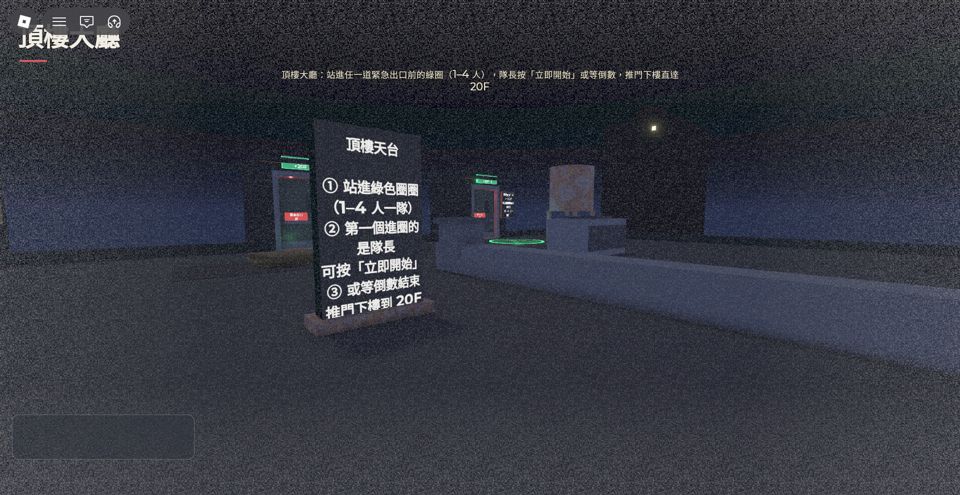 頂樓大廳
頂樓大廳：站進任一道緊急出口前的綠圈（1–4 人），隊長按「立即開始」或等倒數，推門下樓直達
20F
頂樓天台
① 站進綠色圈圈
（1–4 人一隊）
② 第一個進圈的
是隊長
可按「立即開始」
③ 或等倒數結束
推門下樓到 20F